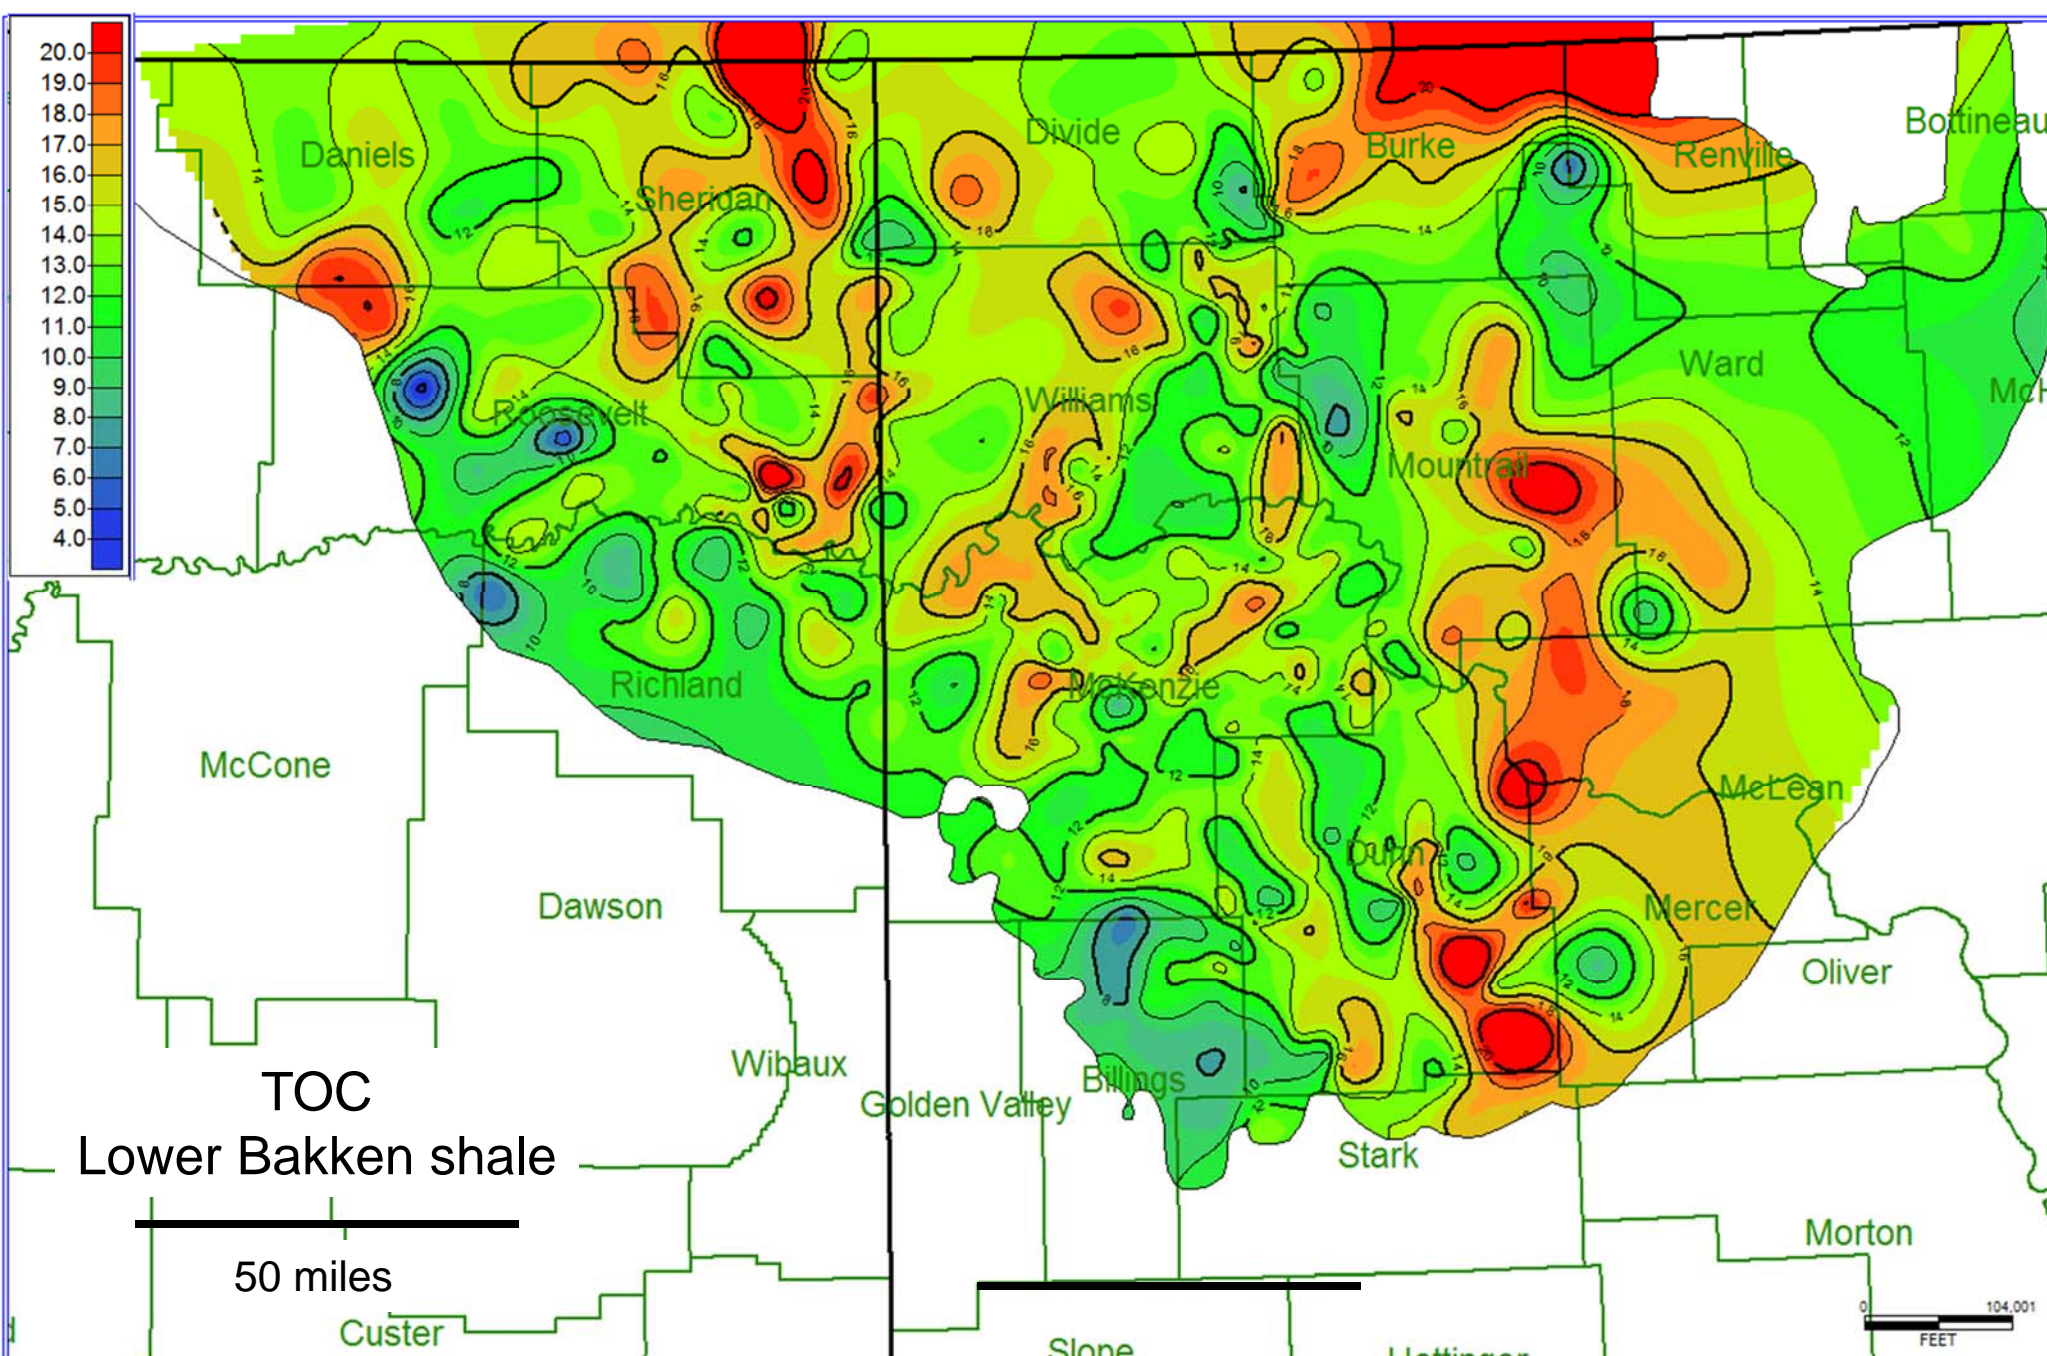 20.0
19.0
18.0
17.0
16.0
15.0
14.0
13.0
12.0
11.0
10.0
9.0
8.0
7.0
6.0
5.0
4.0
Daniels
Sheridan
Divide
Burke
Renville
Bottineau
Roosevelt
Williams
Mountrail
Ward
McH
Richland
McKenzie
McCone
McLean
Dawson
Dunn
Mercer
Oliver
Wibaux
Golden Valley
Billings
Stark
Morton
TOC
Lower Bakken shale
50 miles
Custer
Slope
Hettinger
0 104,001
FEET